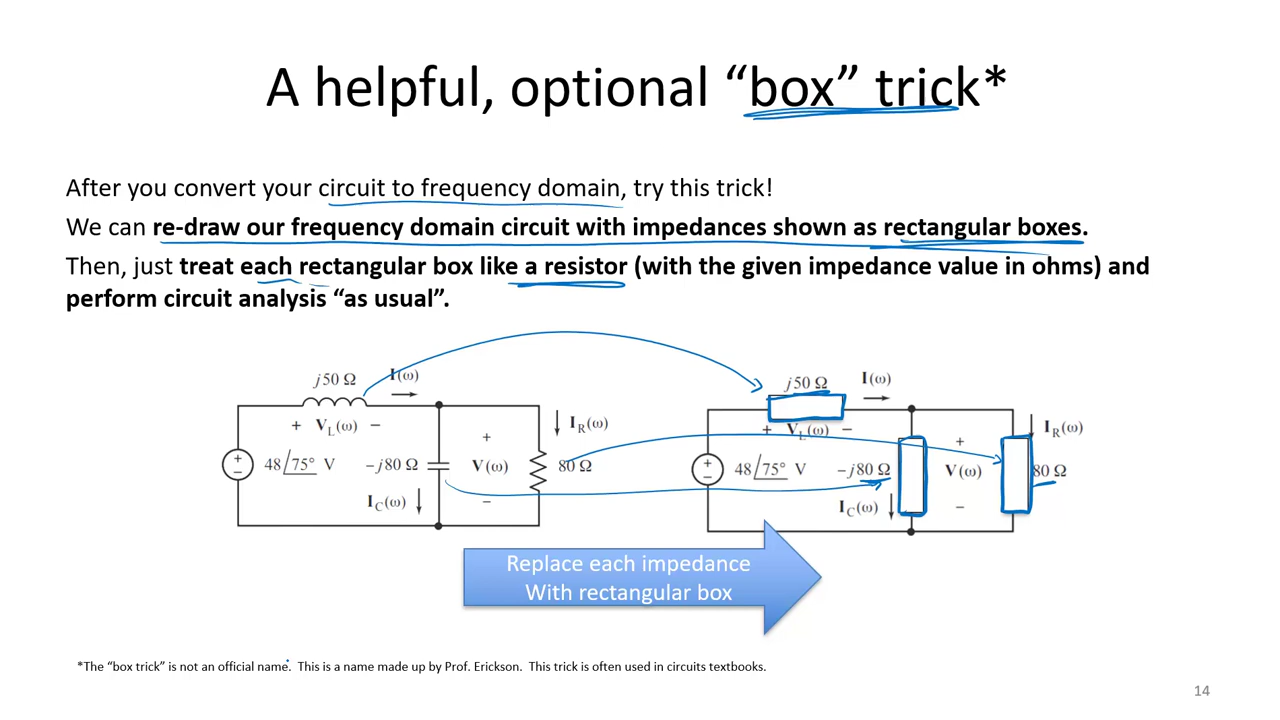 A helpful, optional “box” trick*
After you convert your circuit to frequency domain, try this trick!
We can re-draw our frequency domain circuit with impedances shown as rectangular boxes.
Then, just treat each rectangular box like a resistor (with the given impedance value in ohms) and
perform circuit analysis “as usual”.
j50 Ω
I(ω)
+ V_L(ω) −
I_R(ω)
+
−
48/75° V
−j80 Ω
+
V(ω)
−
80 Ω
I_C(ω)
j50 Ω
I(ω)
+ V_L(ω) −
I_R(ω)
+
−
48/75° V
−j80 Ω
+
V(ω)
−
80 Ω
I_C(ω)
Replace each impedance
With rectangular box
*The “box trick” is not an official name. This is a name made up by Prof. Erickson. This trick is often used in circuits textbooks.
14